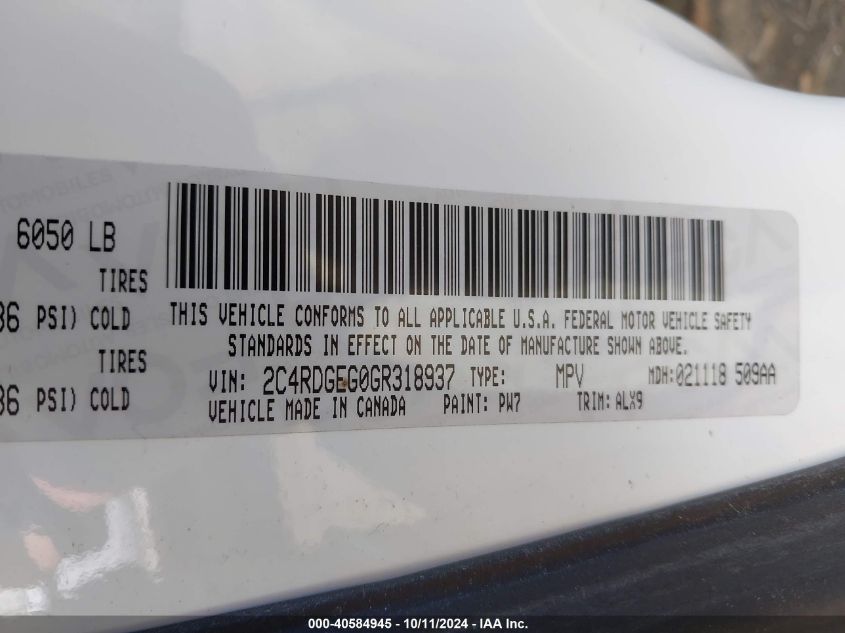 6050 LB
TIRES
THIS VEHICLE CONFORMS TO ALL APPLICABLE U.S.A. FEDERAL MOTOR VEHICLE SAFETY
36 PSI) COLD
STANDARDS IN EFFECT ON THE DATE OF MANUFACTURE SHOWN ABOVE.
TIRES
VIN: 2C4RDGEG0GR318937 TYPE: MPV MDH:021118 509AA
36 PSI) COLD
VEHICLE MADE IN CANADA PAINT: PW7 TRIM: ALX9
000-40584945 - 10/11/2024 - IAA Inc.